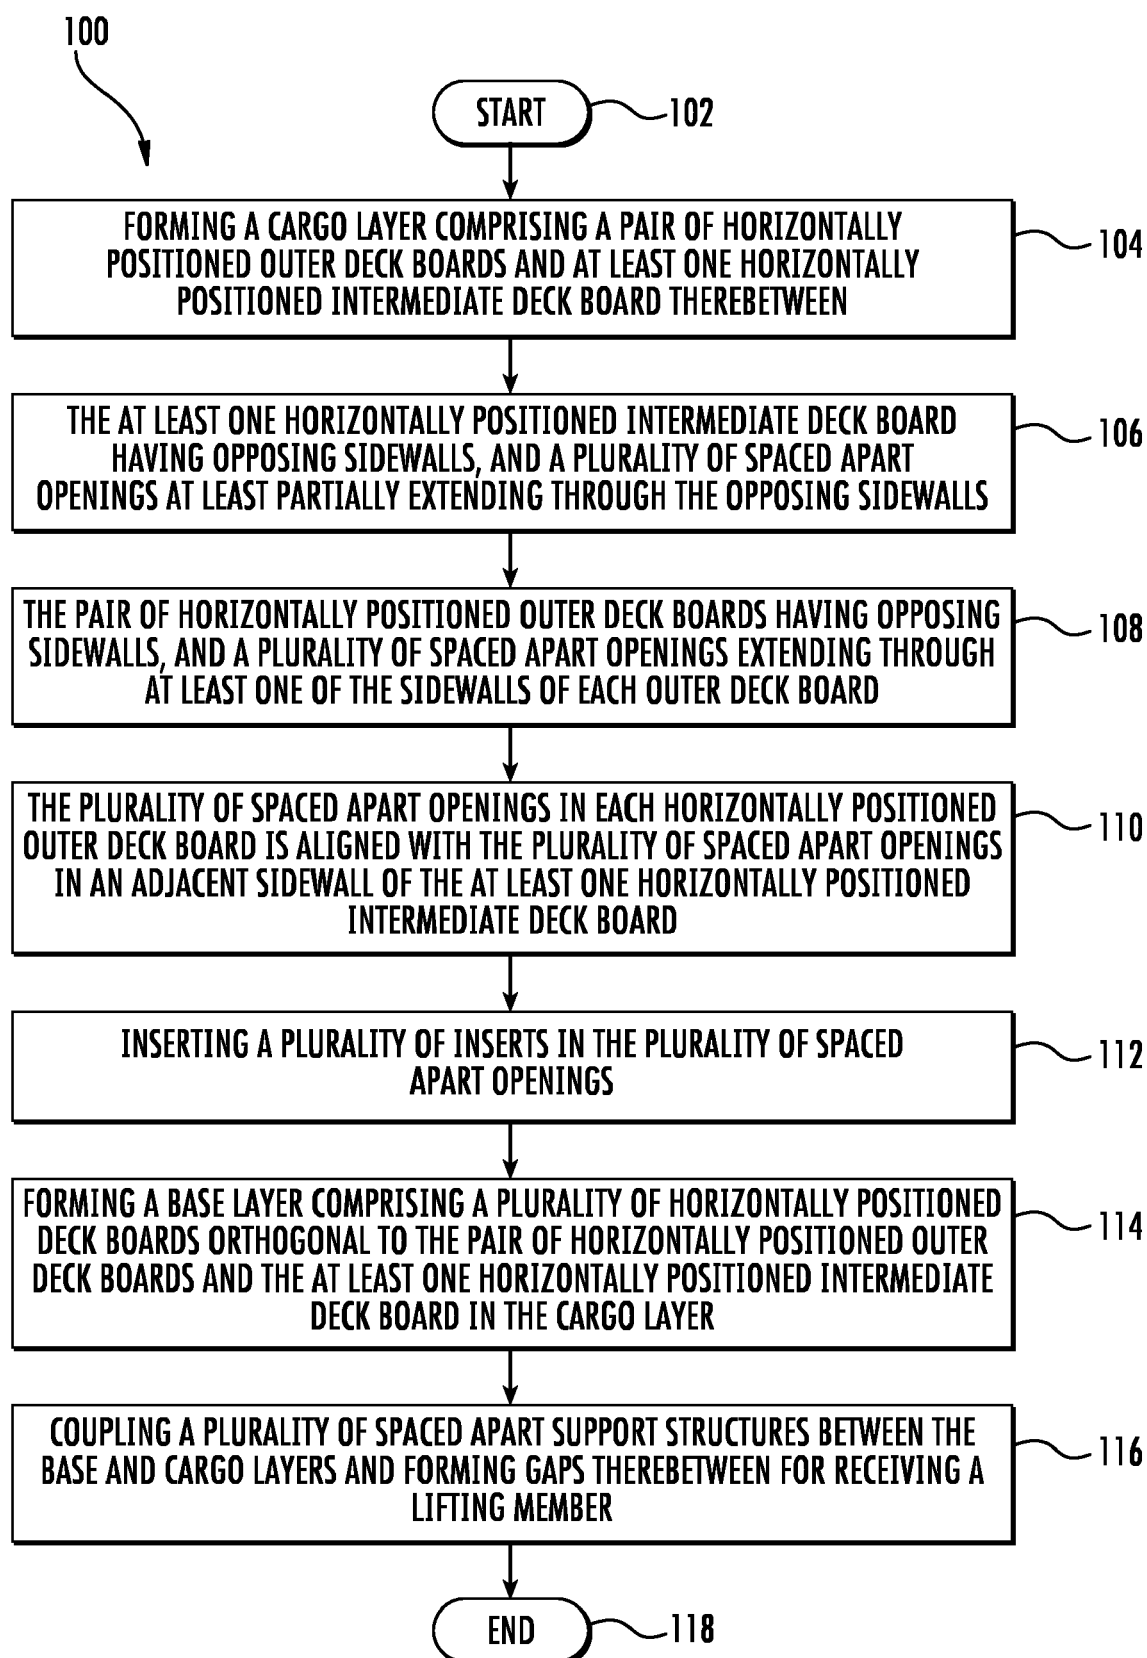 100
START
102
FORMING A CARGO LAYER COMPRISING A PAIR OF HORIZONTALLY
POSITIONED OUTER DECK BOARDS AND AT LEAST ONE HORIZONTALLY
POSITIONED INTERMEDIATE DECK BOARD THEREBETWEEN
104
THE AT LEAST ONE HORIZONTALLY POSITIONED INTERMEDIATE DECK BOARD
HAVING OPPOSING SIDEWALLS, AND A PLURALITY OF SPACED APART
OPENINGS AT LEAST PARTIALLY EXTENDING THROUGH THE OPPOSING SIDEWALLS
106
THE PAIR OF HORIZONTALLY POSITIONED OUTER DECK BOARDS HAVING OPPOSING
SIDEWALLS, AND A PLURALITY OF SPACED APART OPENINGS EXTENDING THROUGH
AT LEAST ONE OF THE SIDEWALLS OF EACH OUTER DECK BOARD
108
THE PLURALITY OF SPACED APART OPENINGS IN EACH HORIZONTALLY POSITIONED
OUTER DECK BOARD IS ALIGNED WITH THE PLURALITY OF SPACED APART OPENINGS
IN AN ADJACENT SIDEWALL OF THE AT LEAST ONE HORIZONTALLY POSITIONED
INTERMEDIATE DECK BOARD
110
INSERTING A PLURALITY OF INSERTS IN THE PLURALITY OF SPACED
APART OPENINGS
112
FORMING A BASE LAYER COMPRISING A PLURALITY OF HORIZONTALLY POSITIONED
DECK BOARDS ORTHOGONAL TO THE PAIR OF HORIZONTALLY POSITIONED OUTER
DECK BOARDS AND THE AT LEAST ONE HORIZONTALLY POSITIONED INTERMEDIATE
DECK BOARD IN THE CARGO LAYER
114
COUPLING A PLURALITY OF SPACED APART SUPPORT STRUCTURES BETWEEN THE
BASE AND CARGO LAYERS AND FORMING GAPS THEREBETWEEN FOR RECEIVING A
LIFTING MEMBER
116
END
118